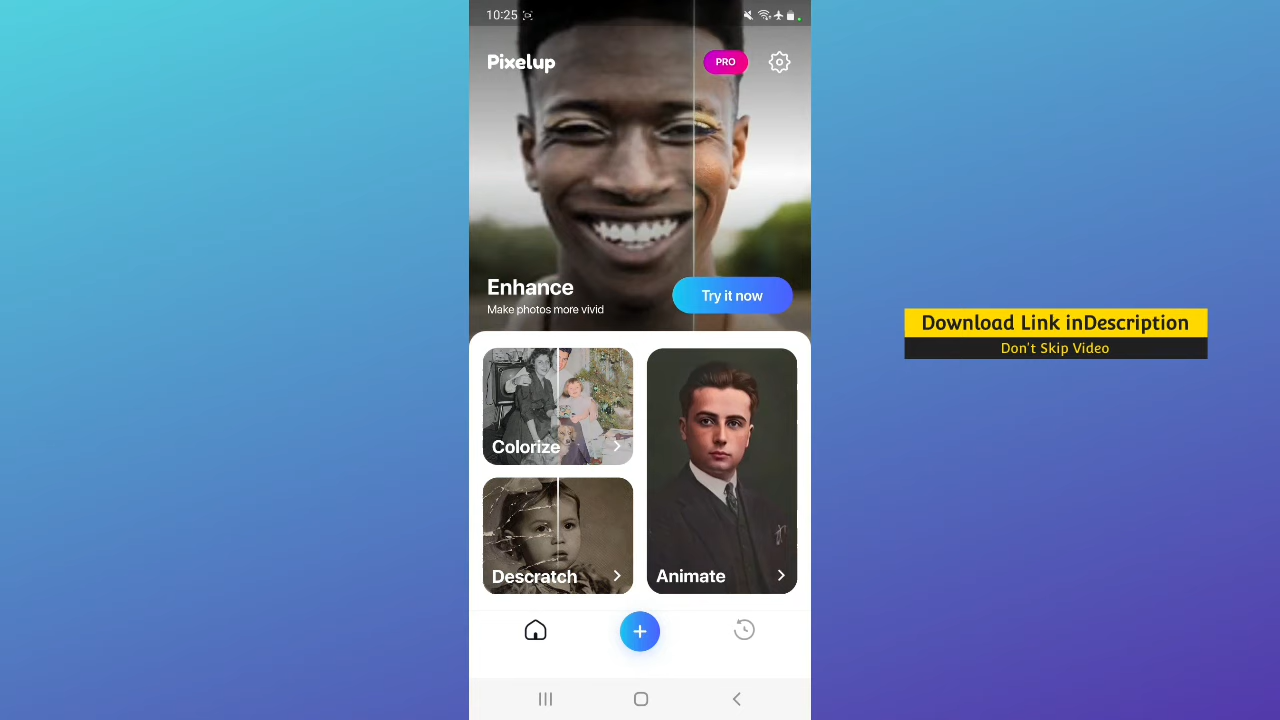 10:25
Pixelup
PRO
Enhance
Make photos more vivid
Try it now
Colorize
Descratch
Animate
Download Link inDescription
Don't Skip Video